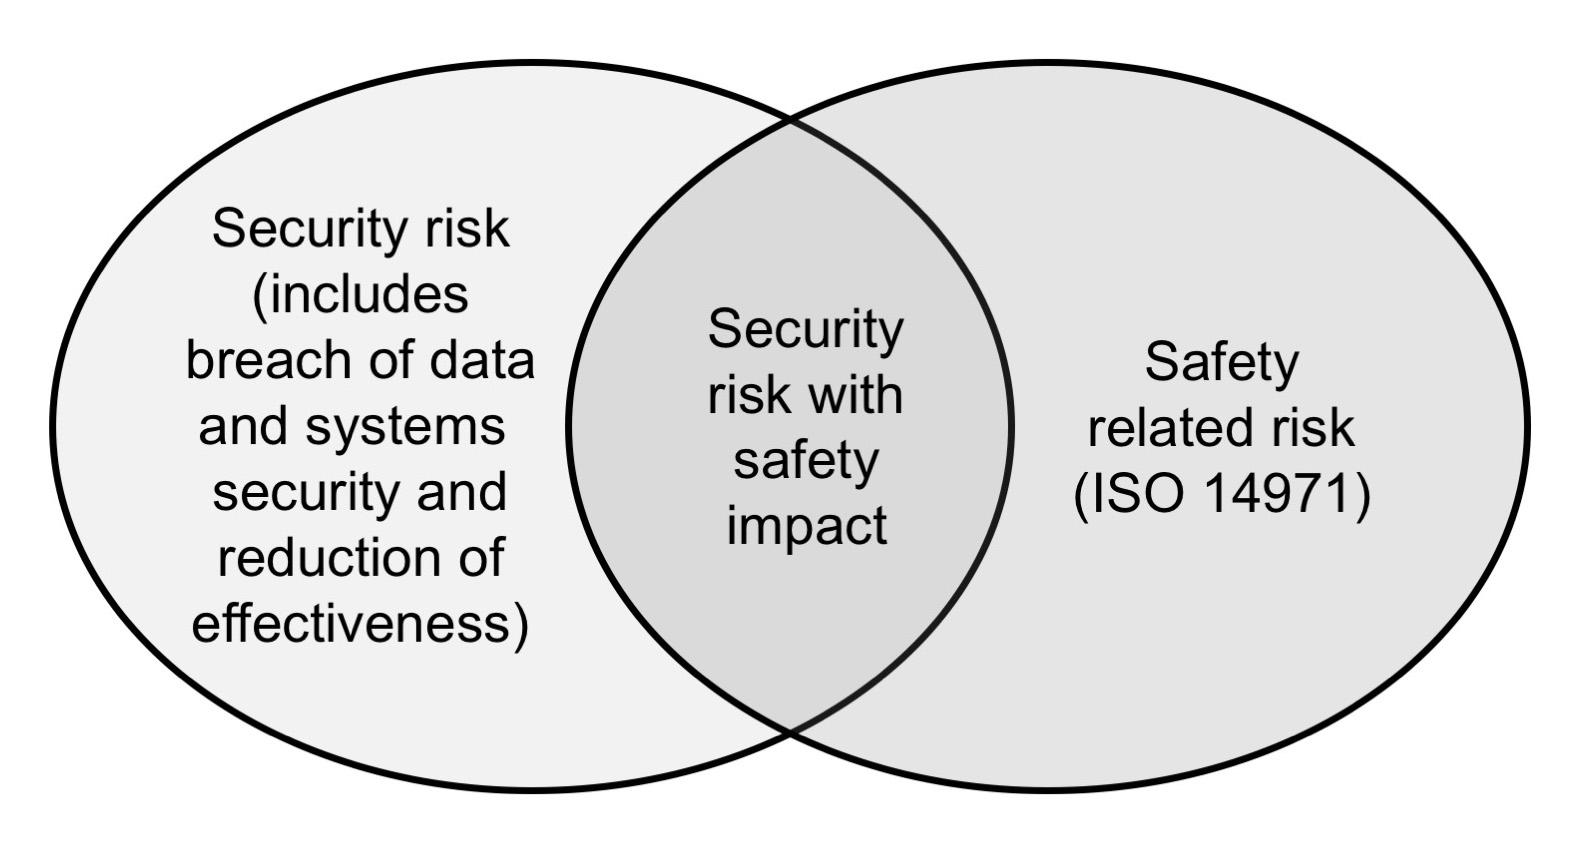 Security risk
(includes
breach of data
and systems
security and
reduction of
effectiveness)
Security
risk with
safety
impact
Safety
related risk
(ISO 14971)